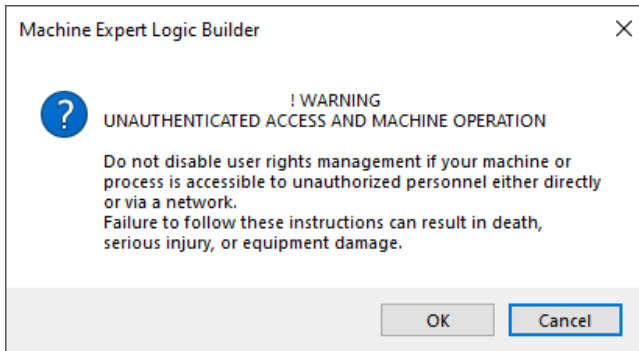 Machine Expert Logic Builder
! WARNING
UNAUTHENTICATED ACCESS AND MACHINE OPERATION
Do not disable user rights management if your machine or
process is accessible to unauthorized personnel either directly
or via a network.
Failure to follow these instructions can result in death,
serious injury, or equipment damage.
OK
Cancel